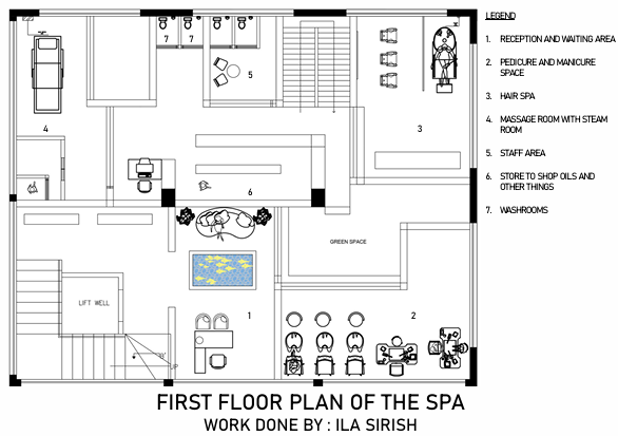 LEGEND
1. RECEPTION AND WAITING AREA
2. PEDICURE AND MANICURE
SPACE
3. HAIR SPA
4. MASSAGE ROOM WITH STEAM
ROOM
5. STAFF AREA
6. STORE TO SHOP OILS AND
OTHER THINGS
7. WASHROOMS
7
7
5
4
3
6
GREEN SPACE
LIFT WELL
1
2
UP
FIRST FLOOR PLAN OF THE SPA
WORK DONE BY : ILA SIRISH